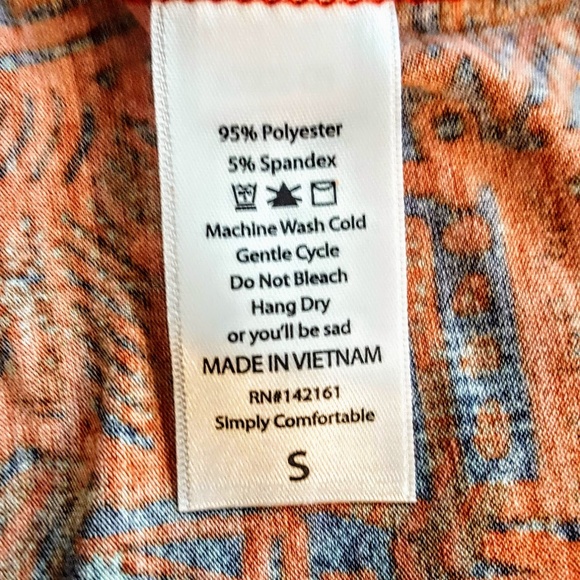 95% Polyester
5% Spandex
Machine Wash Cold
Gentle Cycle
Do Not Bleach
Hang Dry
or you'll be sad
MADE IN VIETNAM
RN#142161
Simply Comfortable
S